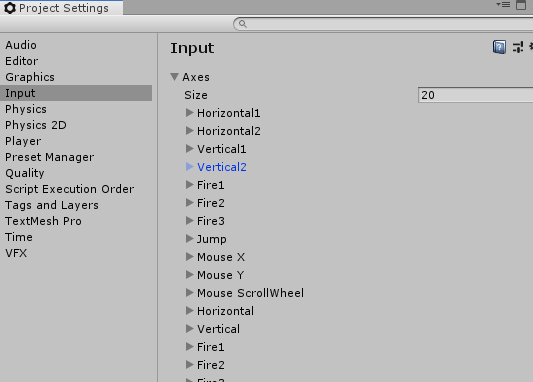 Project Settings
Audio
Editor
Graphics
Input
Physics
Physics 2D
Player
Preset Manager
Quality
Script Execution Order
Tags and Layers
TextMesh Pro
Time
VFX
Input
Axes
Size 20
Horizontal1
Horizontal2
Vertical1
Vertical2
Fire1
Fire2
Fire3
Jump
Mouse X
Mouse Y
Mouse ScrollWheel
Horizontal
Vertical
Fire1
Fire2